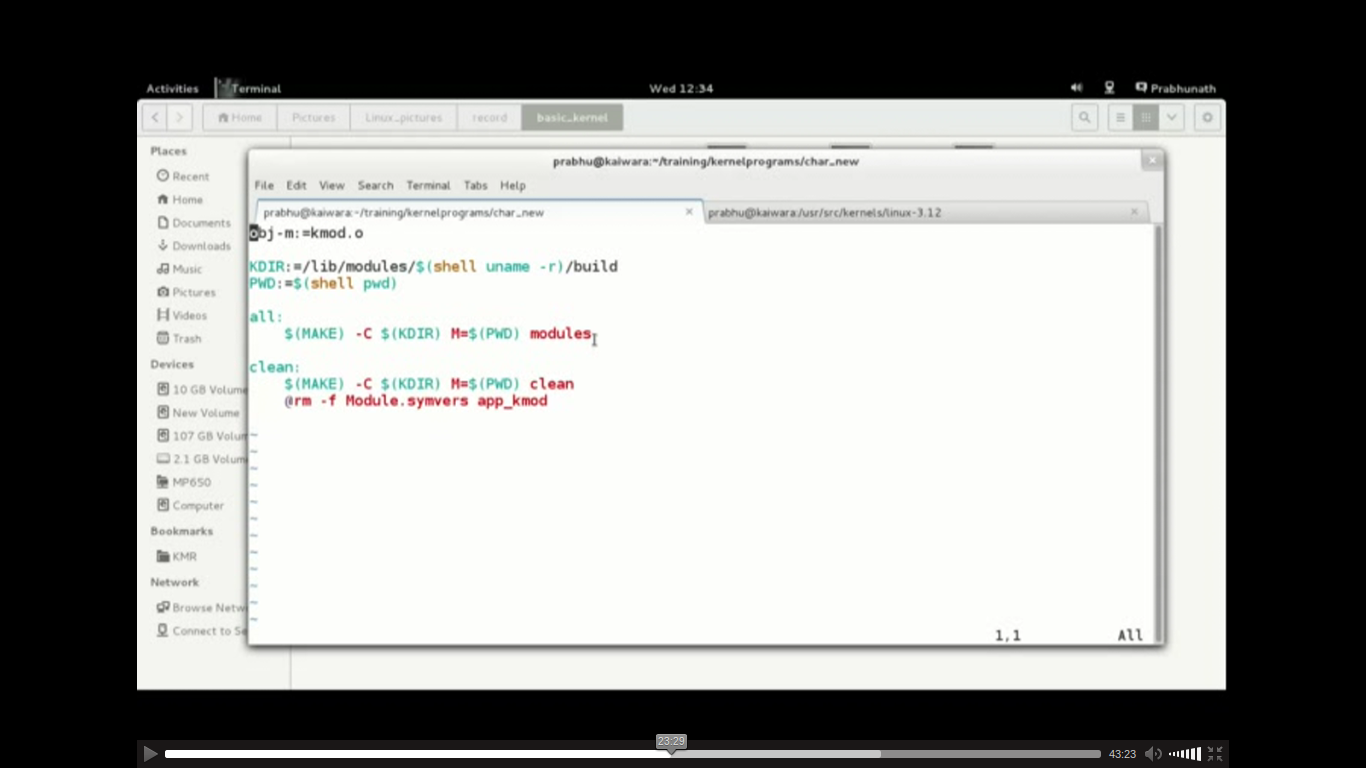 Activities Terminal Wed 12:34 Prabhunath
Home Pictures Linux_pictures record basic_kernel
Places
Recent
Home
Documents
Downloads
Music
Pictures
Videos
Trash
Devices
10 GB Volume
New Volume
107 GB Volum
2.1 GB Volum
MP650
Computer
Bookmarks
KMR
Network
Browse Netw
Connect to Se
prabhu@kaiwara:~/training/kernelprograms/char_new
File Edit View Search Terminal Tabs Help
prabhu@kaiwara:~/training/kernelprograms/char_new prabhu@kaiwara:/usr/src/kernels/linux-3.12
obj-m:=kmod.o
KDIR:=/lib/modules/$(shell uname -r)/build
PWD:=$(shell pwd)
all:
$(MAKE) -C $(KDIR) M=$(PWD) modules
clean:
$(MAKE) -C $(KDIR) M=$(PWD) clean
@rm -f Module.symvers app_kmod
~
~
~
~
~
~
~
~
~
~
~
~
1,1 All
23:29
43:23